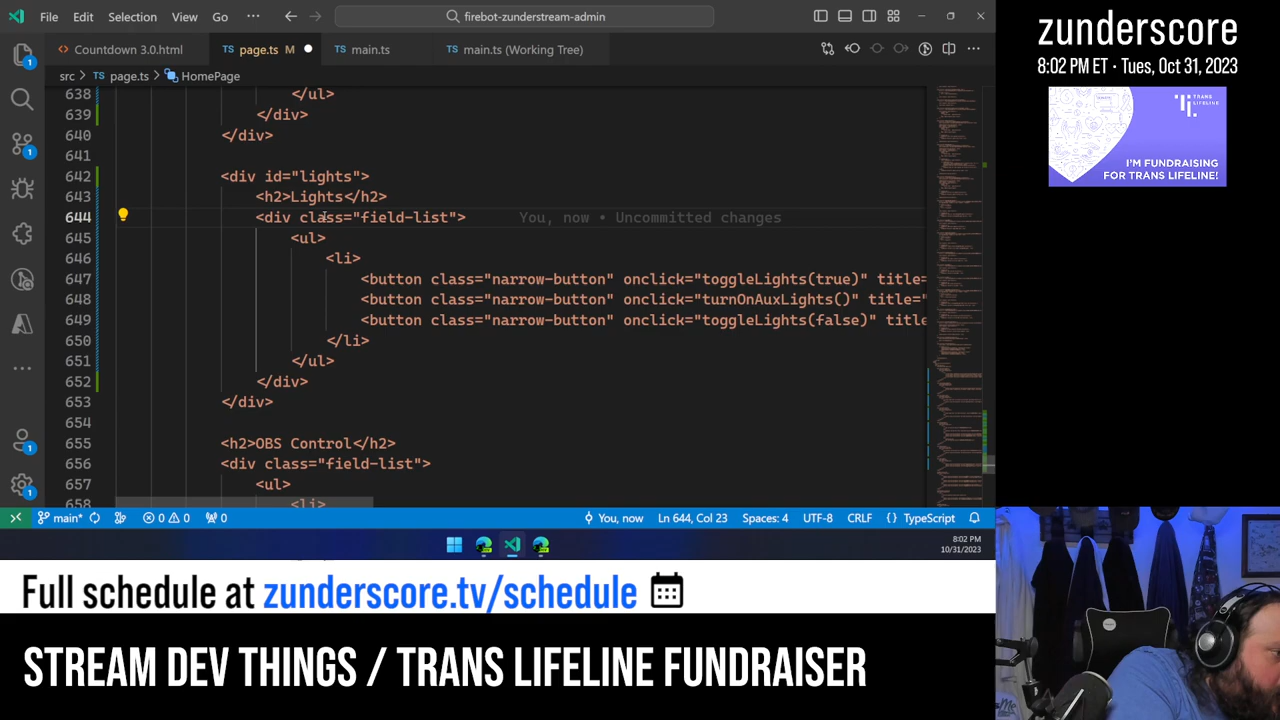 File Edit Selection View Go ··· firebot-zunderstream-admin
Countdown 3.0.html page.ts M main.ts main.ts (Working Tree)
src > page.ts > HomePage
638 </ul>
639 </div>
640 </div>
641
642 <div id="lights">
643 <h2>Lights</h2>
644 <div class="field-list"> You, now • Uncommitted changes
645 <ul>
646 <li>
647 <button class="narrow-button" onclick="toggleLights(true)" title=
648 <button class="narrow-button" onclick="turnOnAuxLights()" title="
649 <button class="narrow-button" onclick="toggleLights(false)" title
650 </li>
651 </ul>
652 </div>
653 </div>
654
655 <h2>OBS Control</h2>
656 <div class="field-list">
657 <ul>
658 <li>
main* 0 0 0 You, now Ln 644, Col 23 Spaces: 4 UTF-8 CRLF { } TypeScript
8:02 PM
10/31/2023
zunderscore
8:02 PM ET · Tues, Oct 31, 2023
TRANS
LIFELINE
I'M FUNDRAISING
FOR TRANS LIFELINE!
Full schedule at zunderscore.tv/schedule
STREAM DEV THINGS / TRANS LIFELINE FUNDRAISER